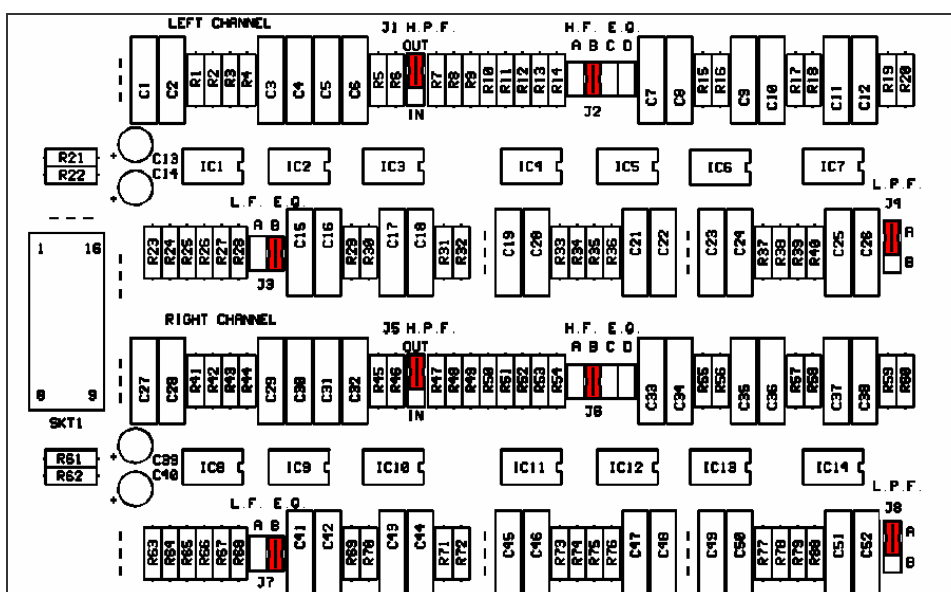 LEFT CHANNEL
J1 H.P.F.
OUT
H.F. E.Q.
A B C D
C1 C2 R1 R2 R3 R4 C3 C4 C5 C6 R5 R6 R7 R8 R9 R10 R11 R12 R13 R14 C7 C8 R15 R16 C9 C10 R17 R18 C11 C12 R19 R20
IN
J2
R21
R22
+ C13
+ C14
IC1 IC2 IC3 IC4 IC5 IC6 IC7
L.F. E.Q.
A B
L.P.F.
J4
A
B
1 16
8 9
SKT1
R23 R24 R25 R26 R27 R28 C15 C16 R29 R30 C17 C18 R31 R32 C19 C20 R33 R34 R35 R36 C21 C22 C23 C24 R37 R38 R39 R40 C25 C26
J3
RIGHT CHANNEL
J5 H.P.F.
OUT
H.F. E.Q.
A B C D
C27 C28 R41 R42 R43 R44 C29 C30 C31 C32 R45 R46 R47 R48 R49 R50 R51 R52 R53 R54 C33 C34 R55 R56 C35 C36 R57 R58 C37 C38 R59 R60
IN
J6
R61
R62
+ C39
+ C40
IC8 IC9 IC10 IC11 IC12 IC13 IC14
L.F. E.Q.
A B
L.P.F.
J8
A
B
R63 R64 R65 R66 R67 R68 C41 C42 R69 R70 C43 C44 R71 R72 C45 C46 R73 R74 R75 R76 C47 C48 C49 C50 R77 R78 R79 R80 C51 C52
J7